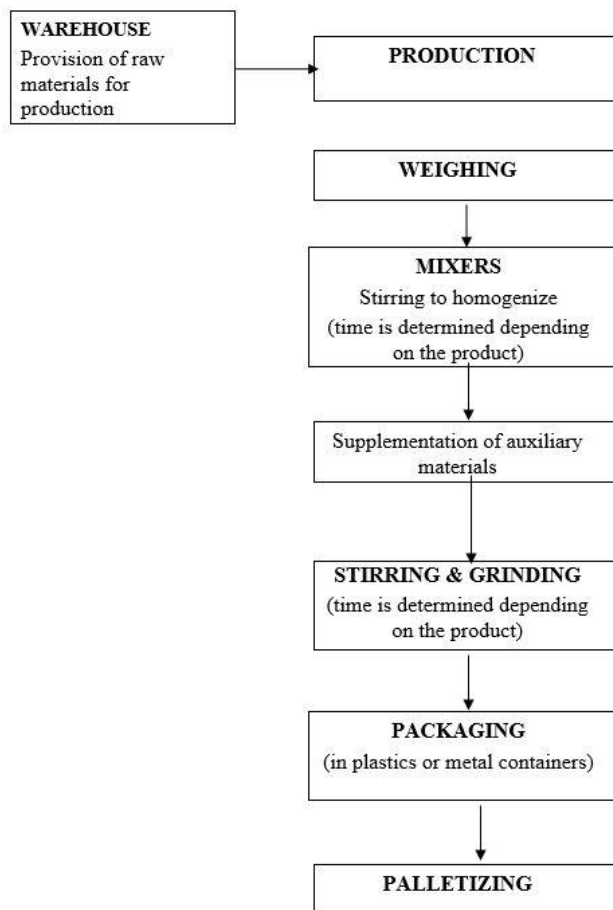 WAREHOUSE
Provision of raw
materials for
production
PRODUCTION
WEIGHING
MIXERS
Stirring to homogenize
(time is determined depending
on the product)
Supplementation of auxiliary
materials
STIRRING & GRINDING
(time is determined depending
on the product)
PACKAGING
(in plastics or metal containers)
PALLETIZING